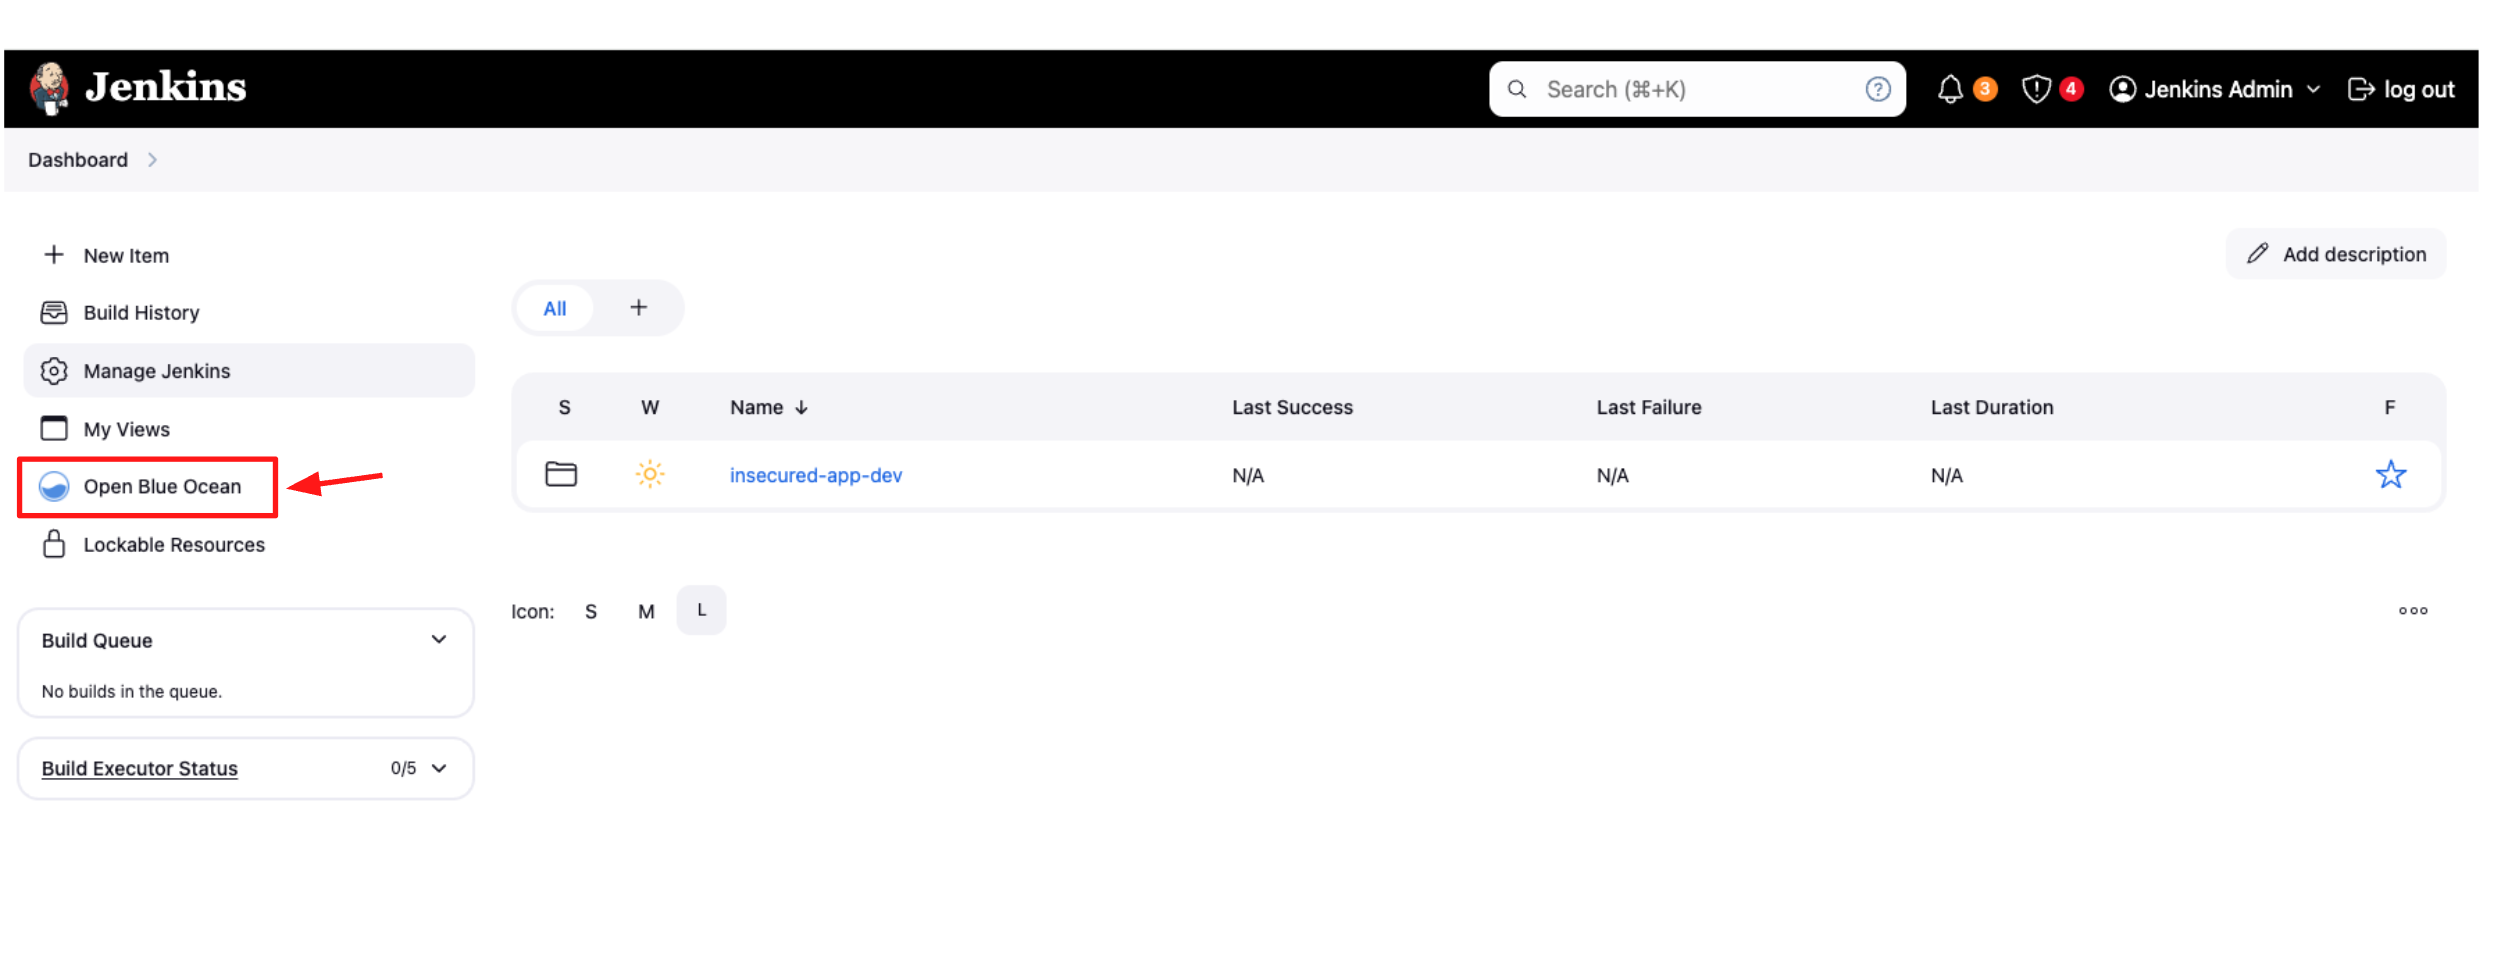 Jenkins
Search (⌘+K)
?
3
4
Jenkins Admin
log out
Dashboard
New Item
Build History
Manage Jenkins
My Views
Open Blue Ocean
Lockable Resources
Build Queue
No builds in the queue.
Build Executor Status 0/5
Add description
All +
S W Name ↓ Last Success Last Failure Last Duration F
insecured-app-dev N/A N/A N/A
Icon: S M L